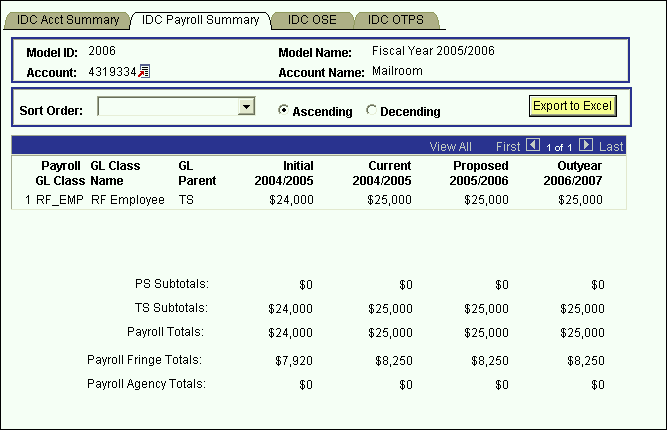 IDC Acct Summary IDC Payroll Summary IDC OSE IDC OTPS
Model ID: 2006 Model Name: Fiscal Year 2005/2006
Account: 4319334 Account Name: Mailroom
Sort Order: Ascending Decending Export to Excel
View All First 1 of 1 Last
Payroll GL Class GL Initial Current Proposed Outyear
GL Class Name Parent 2004/2005 2004/2005 2005/2006 2006/2007
1 RF_EMP RF Employee TS $24,000 $25,000 $25,000 $25,000
PS Subtotals: $0 $0 $0 $0
TS Subtotals: $24,000 $25,000 $25,000 $25,000
Payroll Totals: $24,000 $25,000 $25,000 $25,000
Payroll Fringe Totals: $7,920 $8,250 $8,250 $8,250
Payroll Agency Totals: $0 $0 $0 $0